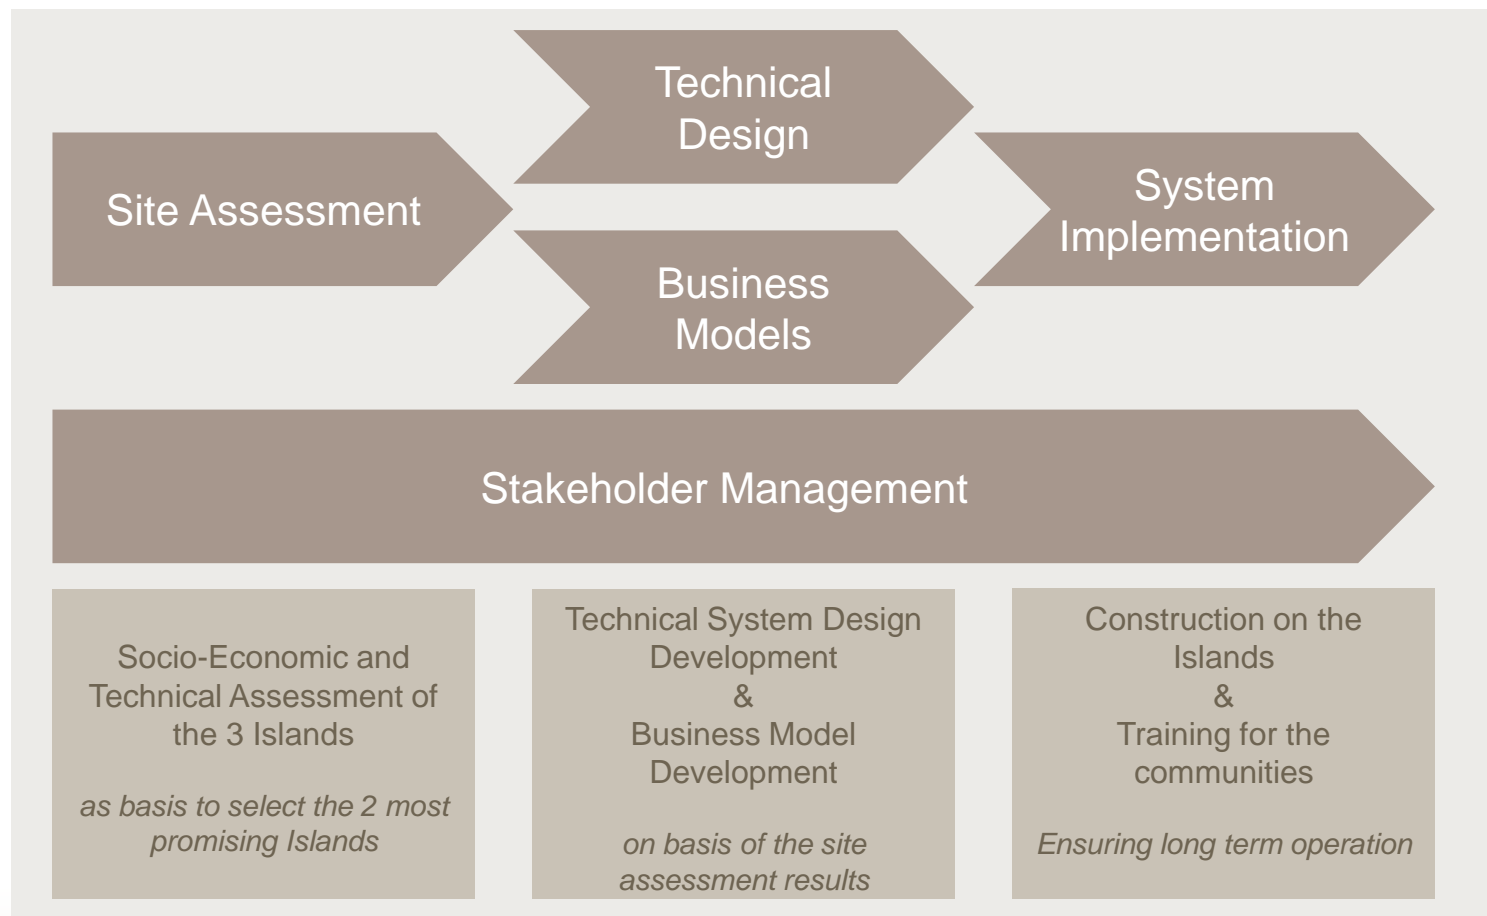 Technical
Design
Site Assessment
System
Implementation
Business
Models
Stakeholder Management
Socio-Economic and
Technical Assessment of
the 3 Islands
as basis to select the 2 most
promising Islands
Technical System Design
Development
&
Business Model
Development
on basis of the site
assessment results
Construction on the
Islands
&
Training for the
communities
Ensuring long term operation